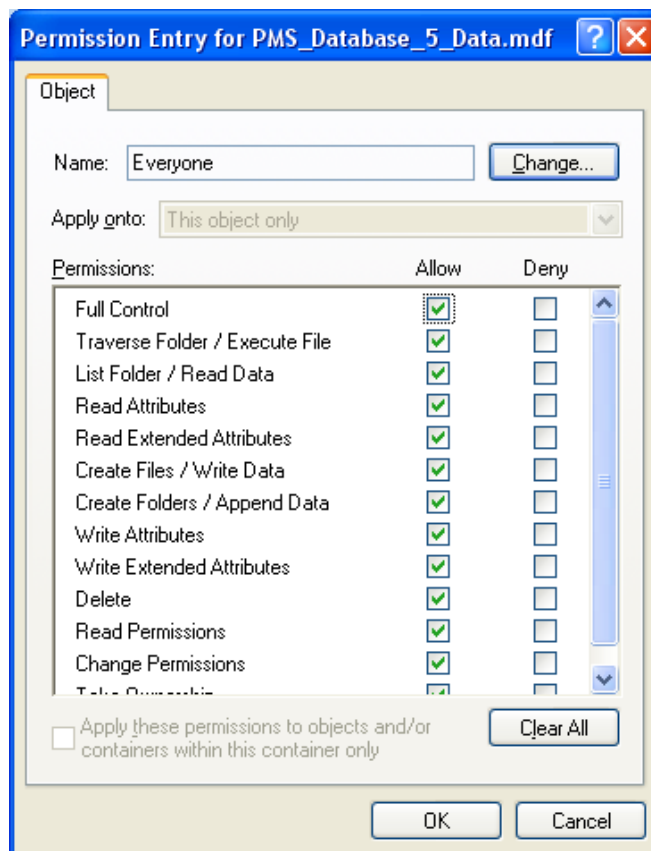 Permission Entry for PMS_Database_5_Data.mdf
Object
Name: Everyone Change...
Apply onto: This object only
Permissions: Allow Deny
Full Control
Traverse Folder / Execute File
List Folder / Read Data
Read Attributes
Read Extended Attributes
Create Files / Write Data
Create Folders / Append Data
Write Attributes
Write Extended Attributes
Delete
Read Permissions
Change Permissions
Take Ownership
Apply these permissions to objects and/or
containers within this container only
Clear All
OK Cancel